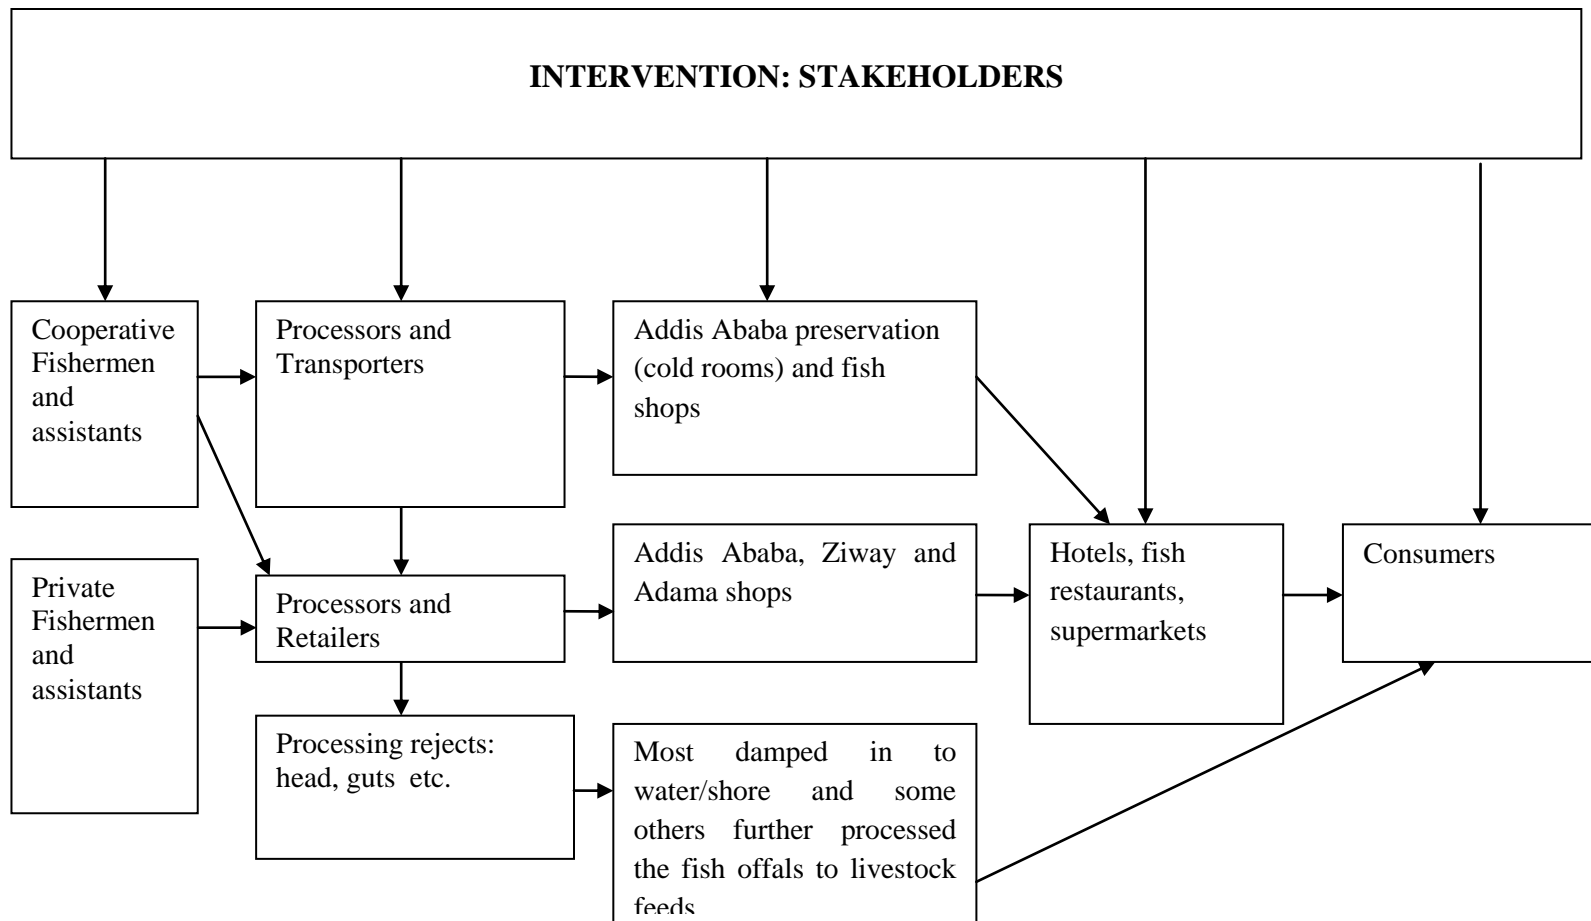 INTERVENTION: STAKEHOLDERS
Cooperative
Fishermen
and
assistants
Processors and
Transporters
Addis Ababa preservation
(cold rooms) and fish
shops
Private
Fishermen
and
assistants
Processors and
Retailers
Addis Ababa, Ziway and
Adama shops
Hotels, fish
restaurants,
supermarkets
Consumers
Processing rejects:
head, guts etc.
Most damped in to
water/shore and some
others further processed
the fish offals to livestock
feeds